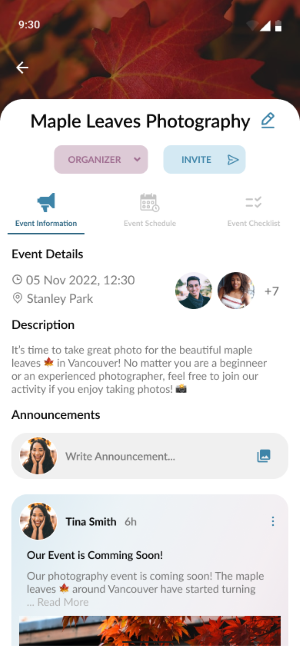 9:30
Maple Leaves Photography
ORGANIZER
INVITE
Event Information
Event Schedule
Event Checklist
Event Details
05 Nov 2022, 12:30
Stanley Park
+7
Description
It's time to take great photo for the beautiful maple
leaves 🍁 in Vancouver! No matter you are a beginneer
or an experienced photographer, feel free to join our
activity if you enjoy taking photos! 📸
Announcements
Write Announcement...
Tina Smith 6h
Our Event is Comming Soon!
Our photography event is coming soon! The maple
leaves 🍁 around Vancouver have started turning
... Read More